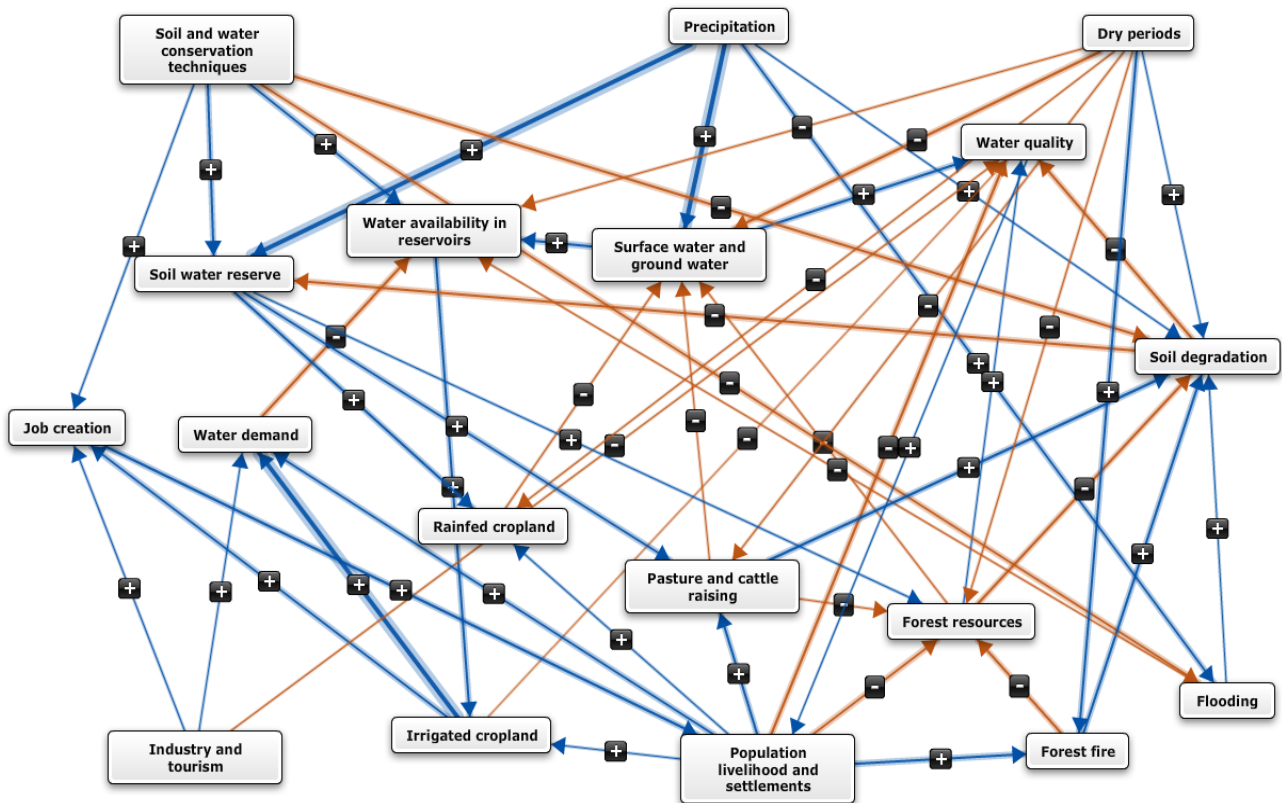 Soil and water
conservation
techniques
Precipitation
Dry periods
Water quality
Water availability in
reservoirs
Surface water and
ground water
Soil water reserve
Soil degradation
Job creation
Water demand
Rainfed cropland
Pasture and cattle
raising
Forest resources
Flooding
Industry and
tourism
Irrigated cropland
Population
livelihood and
settlements
Forest fire